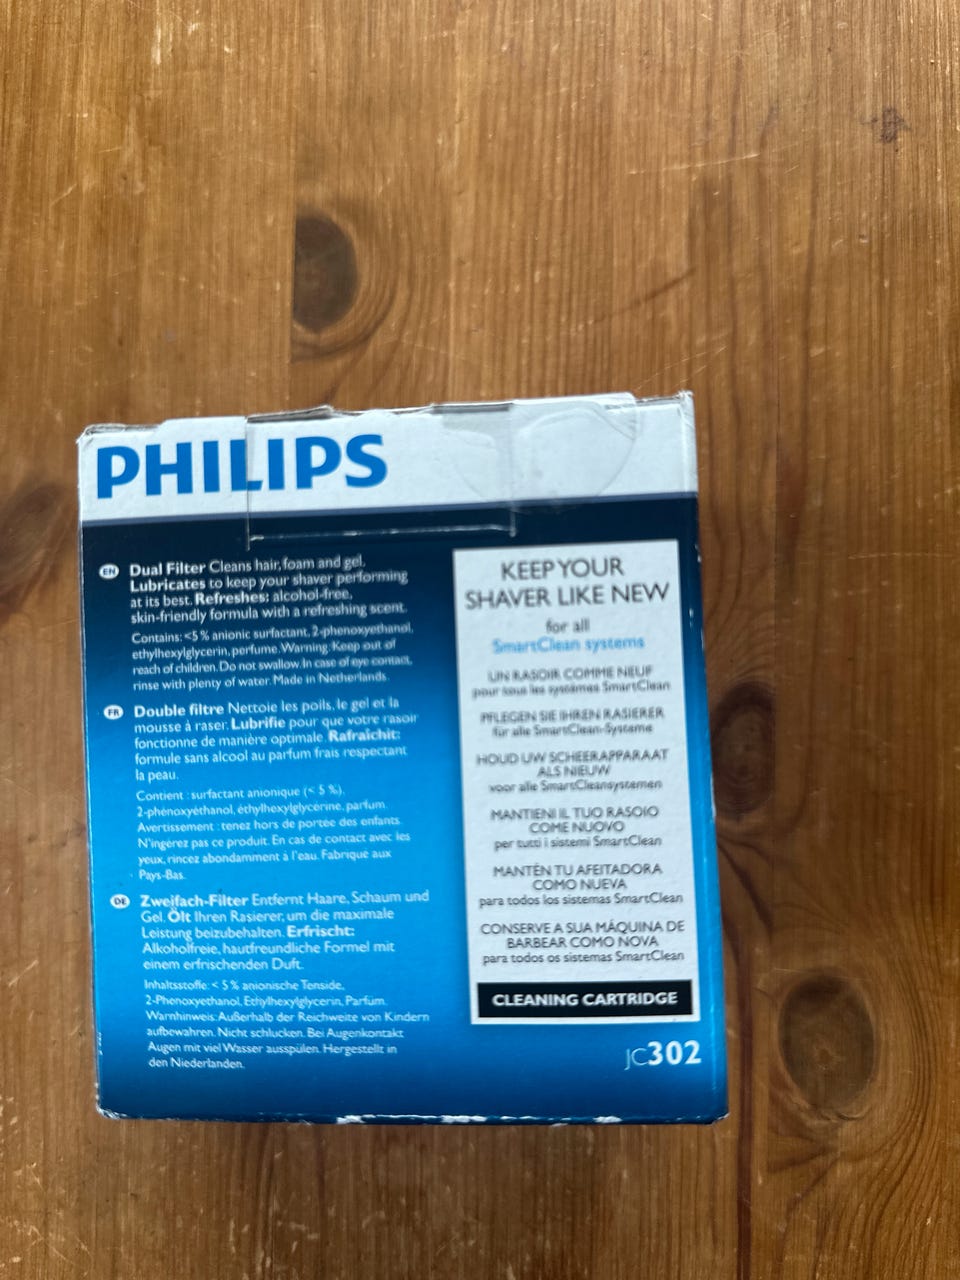 PHILIPS
EN
Dual Filter Cleans hair, foam and gel.
Lubricates to keep your shaver performing
at its best. Refreshes: alcohol-free,
skin-friendly formula with a refreshing scent.
Contains: <5 % anionic surfactant, 2-phenoxyethanol,
ethylhexylglycerin, perfume. Warning: Keep out of
reach of children. Do not swallow. In case of eye contact,
rinse with plenty of water. Made in Netherlands.
FR
Double filtre Nettoie les poils, le gel et la
mousse à raser. Lubrifie pour que votre rasoir
fonctionne de manière optimale. Rafraîchit:
formule sans alcool au parfum frais respectant
la peau.
Contient : surfactant anionique (< 5 %),
2-phénoxyéthanol, éthylhexylglycérine, parfum.
Avertissement : tenez hors de portée des enfants.
N'ingérez pas ce produit. En cas de contact avec les
yeux, rincez abondamment à l'eau. Fabriqué aux
Pays-Bas.
DE
Zweifach-Filter Entfernt Haare, Schaum und
Gel. Ölt Ihren Rasierer, um die maximale
Leistung beizubehalten. Erfrischt:
Alkoholfreie, hautfreundliche Formel mit
einem erfrischenden Duft.
Inhaltsstoffe: < 5 % anionische Tenside,
2-Phenoxyethanol, Ethylhexylglycerin, Parfüm.
Warnhinweis: Außerhalb der Reichweite von Kindern
aufbewahren. Nicht schlucken. Bei Augenkontakt
Augen mit viel Wasser ausspülen. Hergestellt in
den Niederlanden.
KEEP YOUR
SHAVER LIKE NEW
for all
SmartClean systems
UN RASOIR COMME NEUF
pour tous les systèmes SmartClean
PFLEGEN SIE IHREN RASIERER
für alle SmartClean-Systeme
HOUD UW SCHEERAPPARAAT
ALS NIEUW
voor alle SmartCleansystemen
MANTIENI IL TUO RASOIO
COME NUOVO
per tutti i sistemi SmartClean
MANTÉN TU AFEITADORA
COMO NUEVA
para todos los sistemas SmartClean
CONSERVE A SUA MÁQUINA DE
BARBEAR COMO NOVA
para todos os sistemas SmartClean
CLEANING CARTRIDGE
JC302